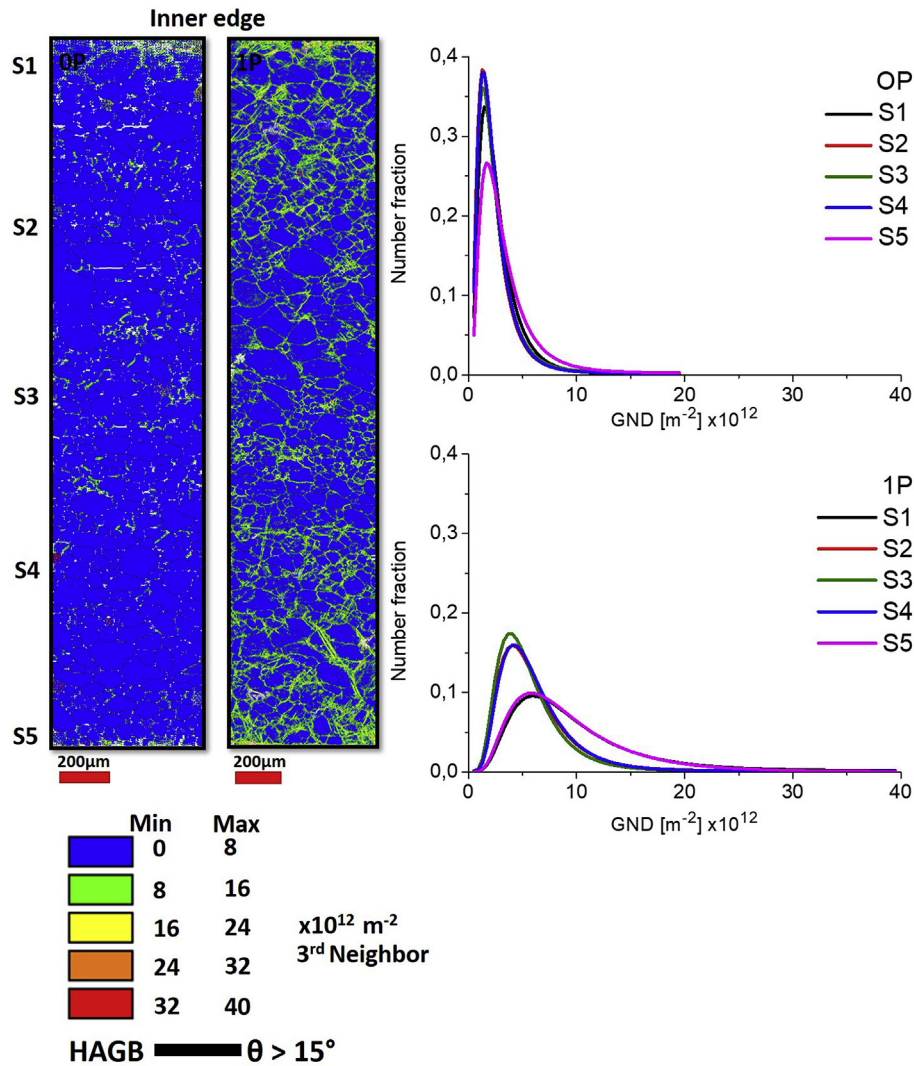 Inner edge
0P
1P
S1
S2
S3
S4
S5
200µm
200µm
Min Max
0 8
8 16
16 24
24 32
32 40
x10¹² m⁻²
3ʳᵈ Neighbor
HAGB θ > 15°
0,4
0,3
0,2
0,1
0,0
Number fraction
0 10 20 30 40
GND [m⁻²] x10¹²
OP
S1
S2
S3
S4
S5
0,4
0,3
0,2
0,1
0,0
Number fraction
0 10 20 30 40
GND [m⁻²] x10¹²
1P
S1
S2
S3
S4
S5